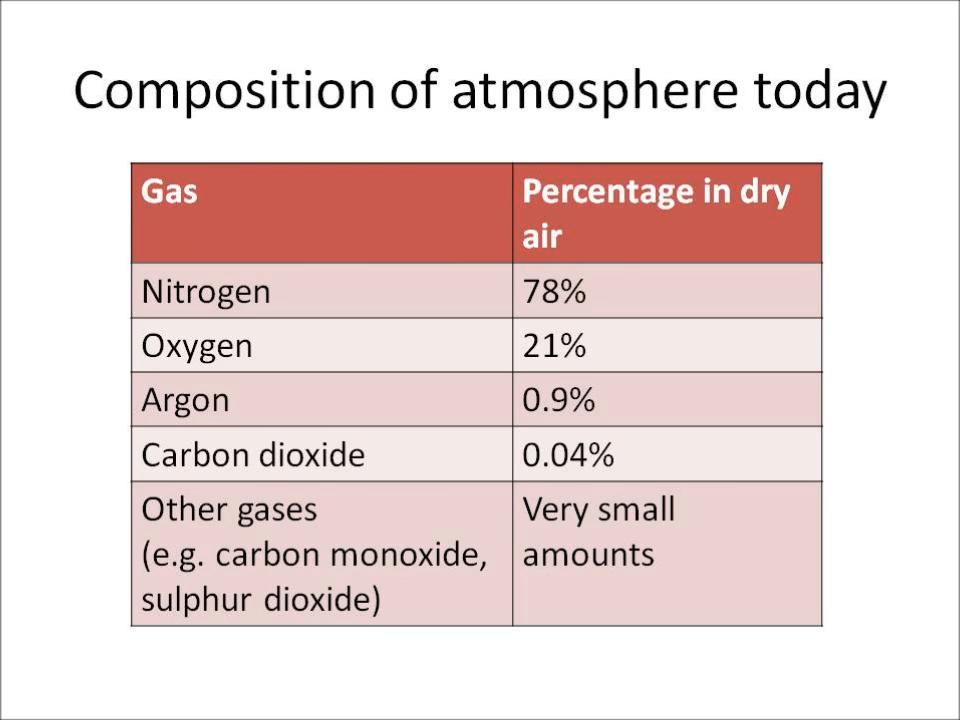 Composition of atmosphere today
Gas
Percentage in dry
air
Nitrogen
78%
Oxygen
21%
Argon
0.9%
Carbon dioxide
0.04%
Other gases
(e.g. carbon monoxide,
sulphur dioxide)
Very small
amounts